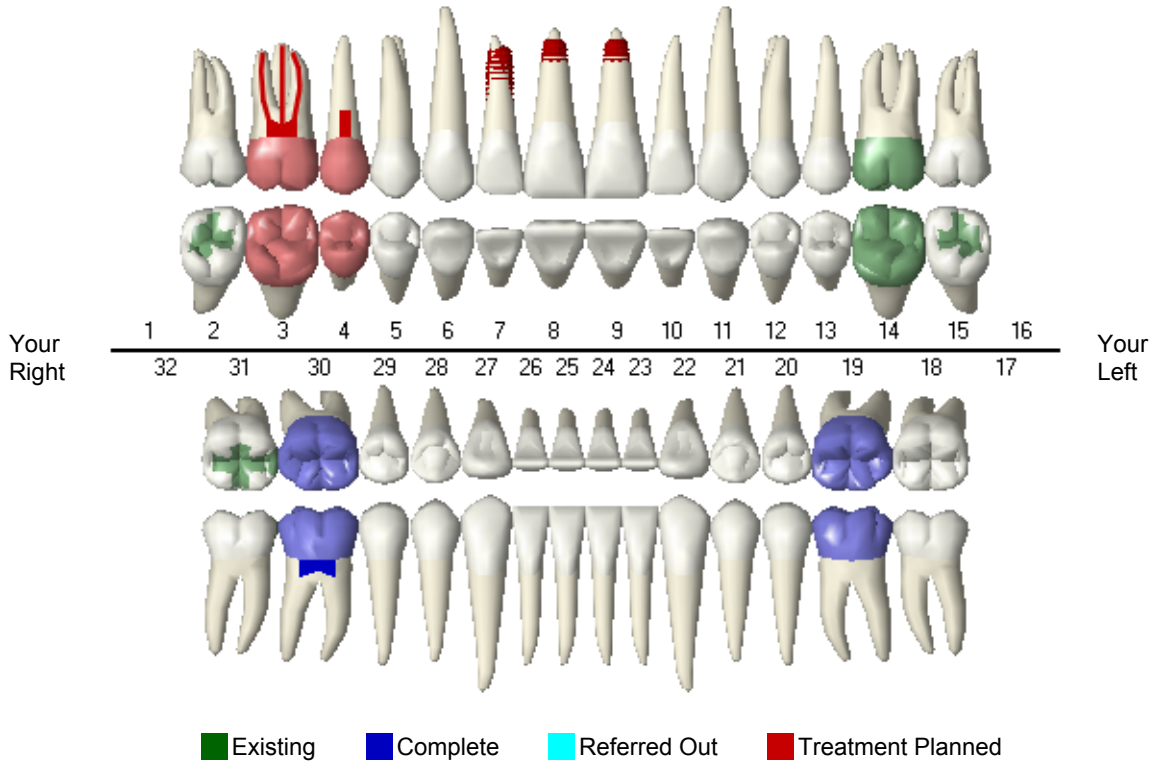 1 2 3 4 5 6 7 8 9 10 11 12 13 14 15 16
Your
Right
Your
Left
32 31 30 29 28 27 26 25 24 23 22 21 20 19 18 17
Existing Complete Referred Out Treatment Planned